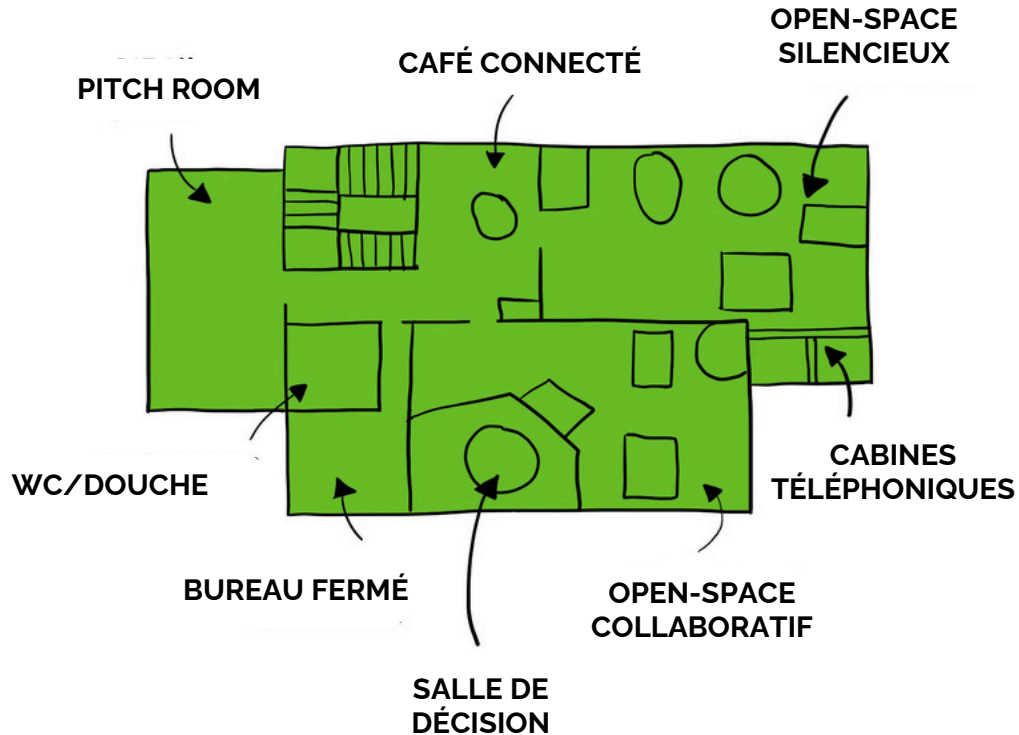 OPEN-SPACE
SILENCIEUX
CAFÉ CONNECTÉ
PITCH ROOM
CABINES
TÉLÉPHONIQUES
WC/DOUCHE
BUREAU FERMÉ
OPEN-SPACE
COLLABORATIF
SALLE DE
DÉCISION